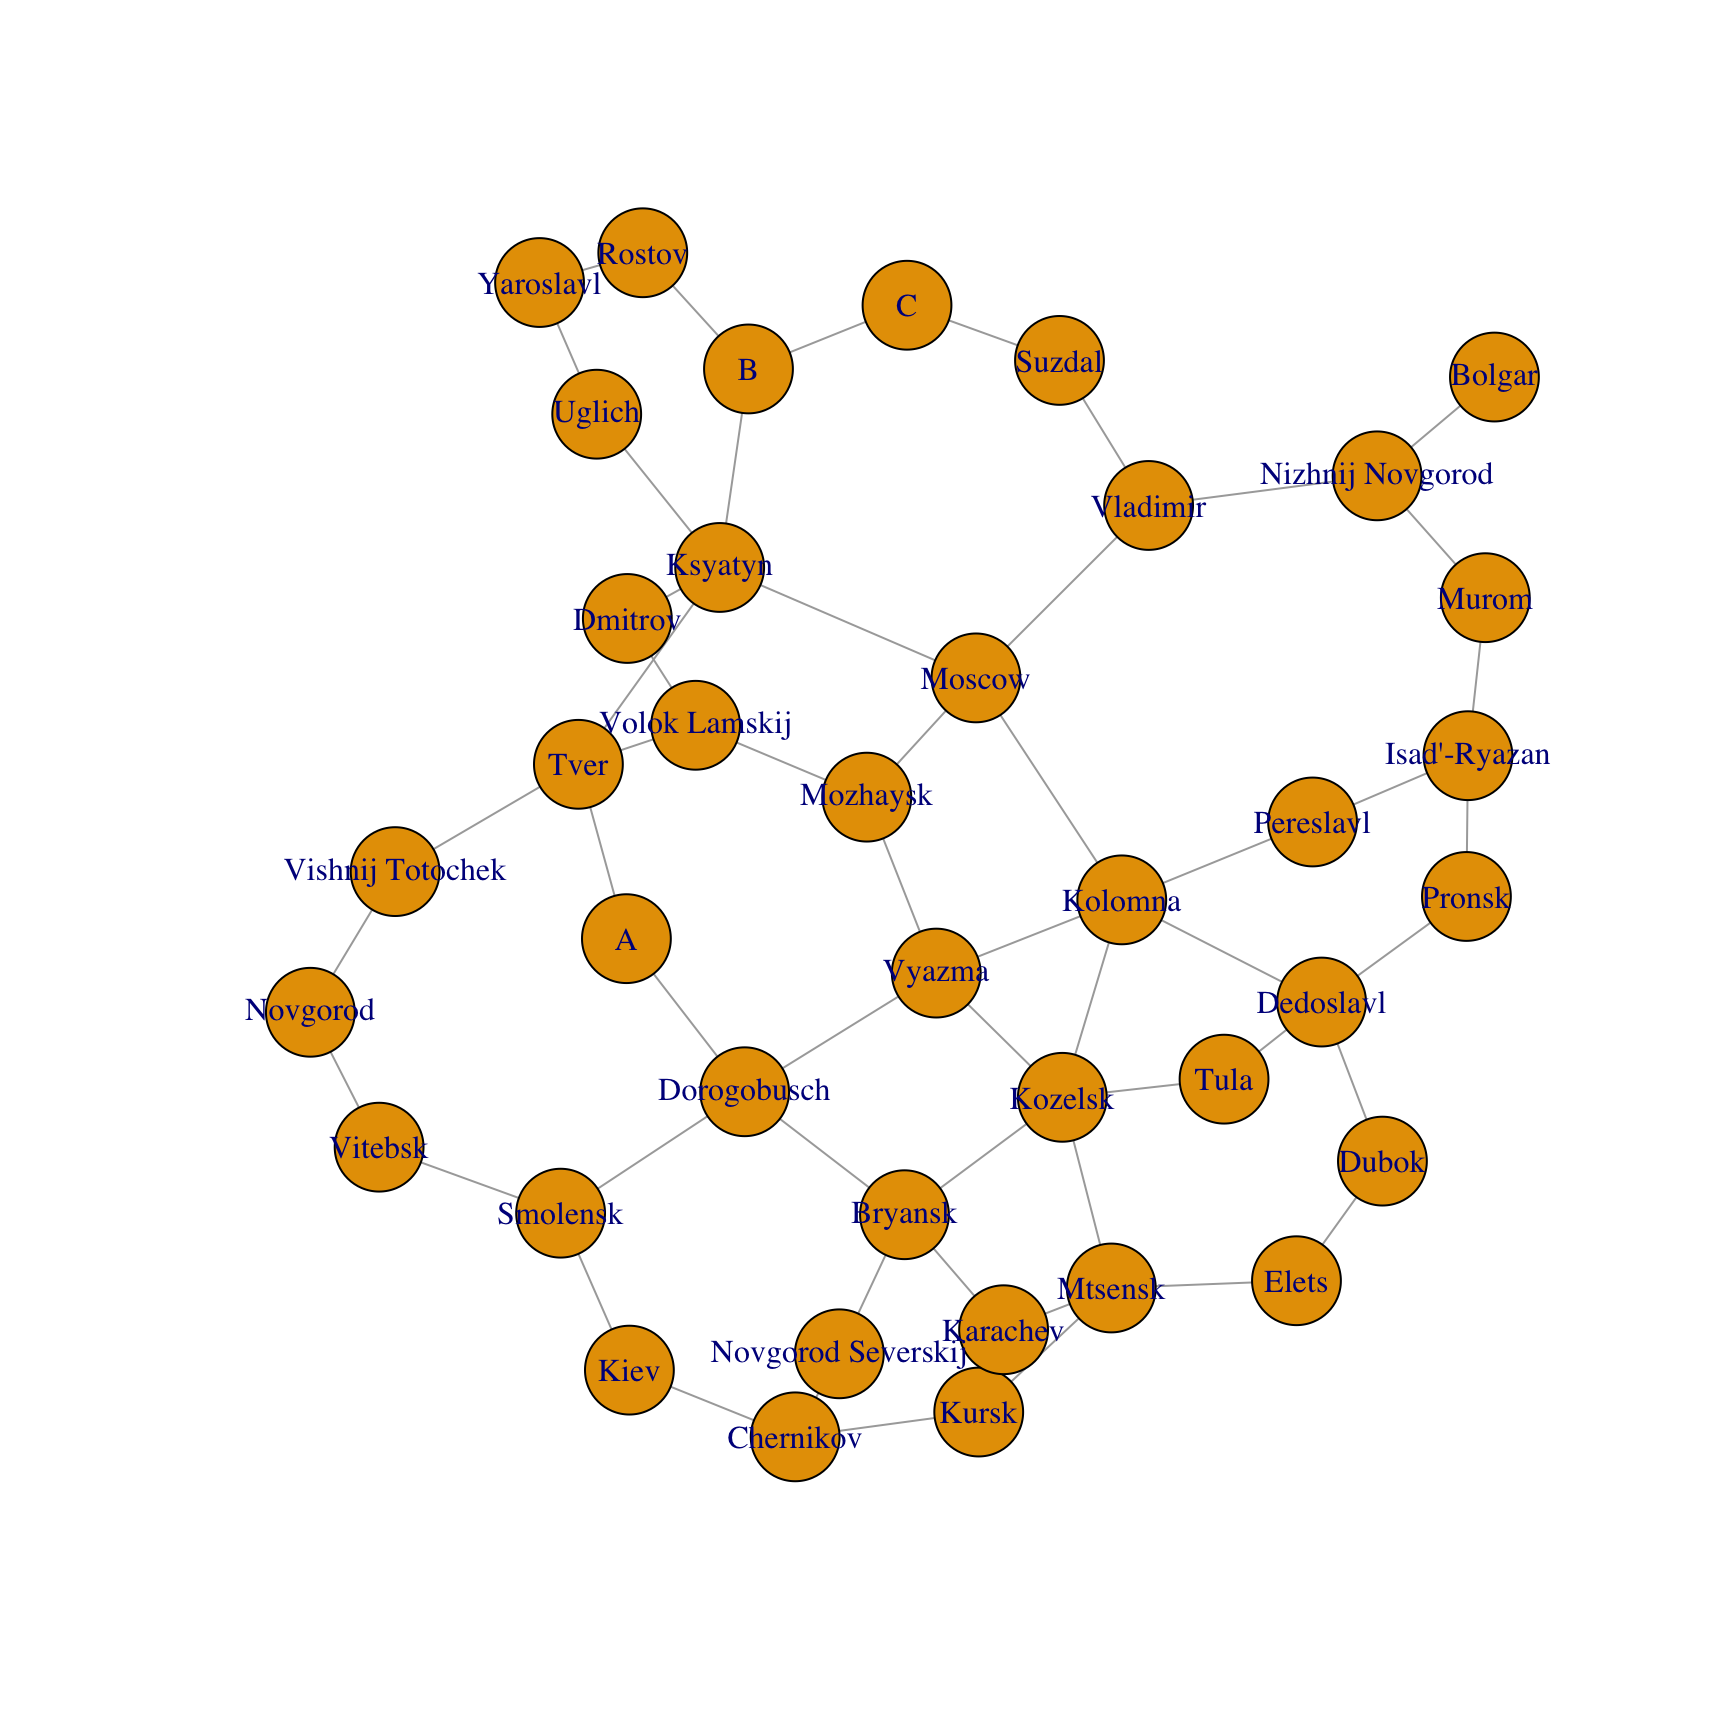 Rostov
Yaroslavl
C
Suzdal
B
Bolgar
Uglich
Nizhnij Novgorod
Vladimir
Ksyatyn
Murom
Dmitrov
Moscow
Volok Lamskij
Isad'-Ryazan
Tver
Mozhaysk
Pereslavl
Vishnij Totochek
Pronsk
Kolomna
A
Vyazma
Dedoslavl
Novgorod
Tula
Dorogobusch
Kozelsk
Vitebsk
Dubok
Smolensk
Bryansk
Elets
Mtsensk
Karachev
Novgorod Severskij
Kiev
Kursk
Chernikov